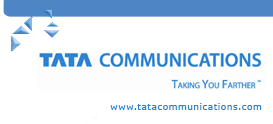 TATA COMMUNICATIONS
TAKING YOU FARTHER™
www.tatacommunications.com